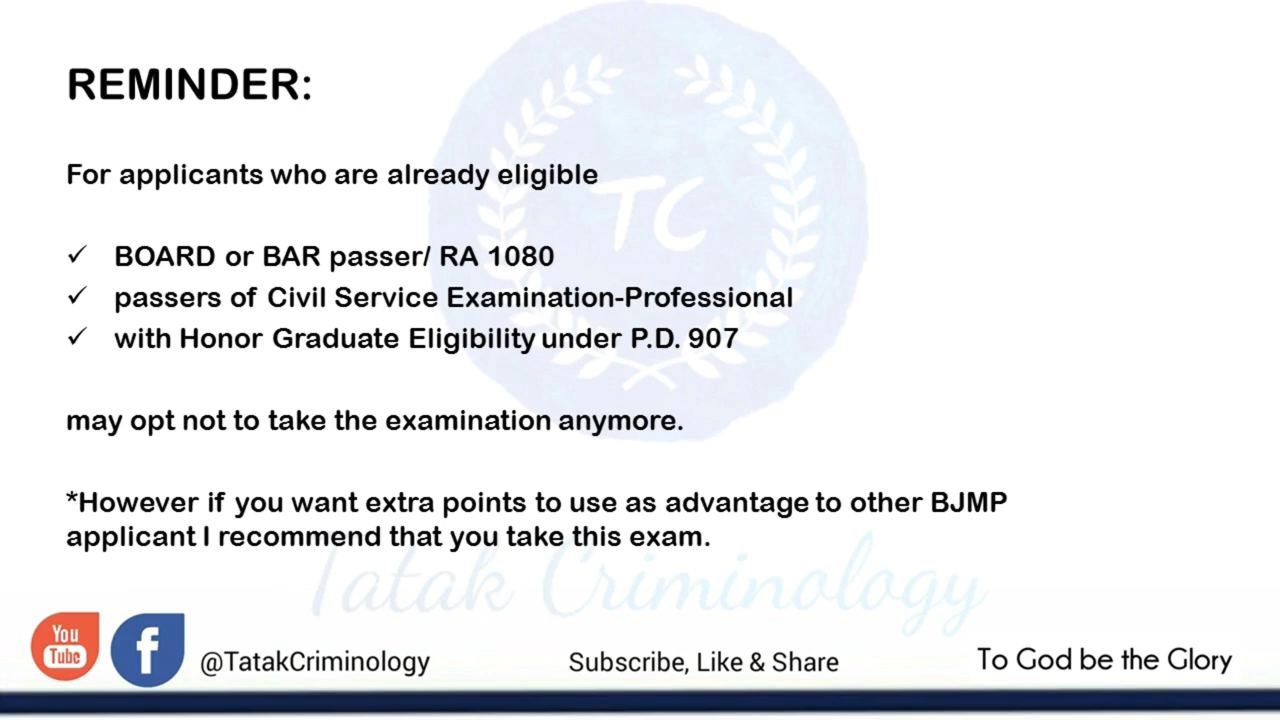 REMINDER:
For applicants who are already eligible
✓ BOARD or BAR passer/ RA 1080
✓ passers of Civil Service Examination-Professional
✓ with Honor Graduate Eligibility under P.D. 907
may opt not to take the examination anymore.
*However if you want extra points to use as advantage to other BJMP
applicant I recommend that you take this exam.
TC
Tatak Criminology
You
Tube
f
@TatakCriminology
Subscribe, Like & Share
To God be the Glory